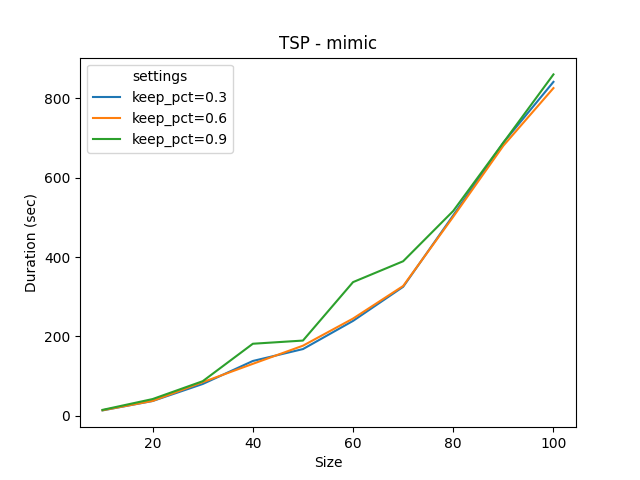 TSP - mimic
settings
keep_pct=0.3
keep_pct=0.6
keep_pct=0.9
Duration (sec)
800
600
400
200
0
20 40 60 80 100
Size